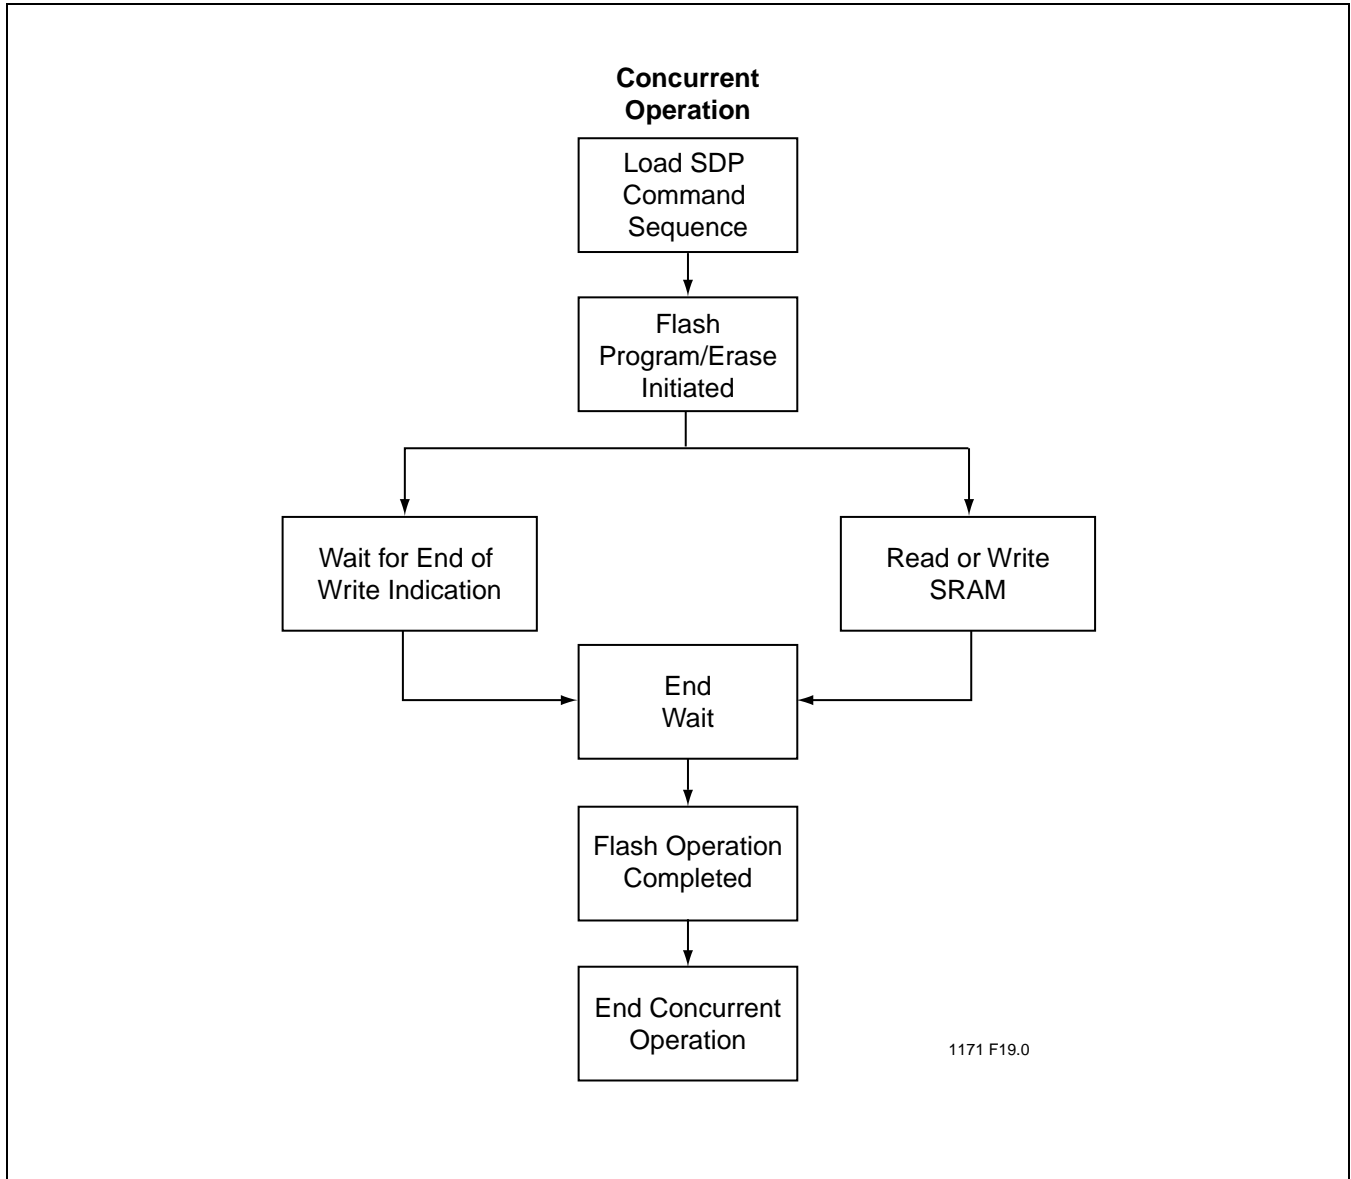 Concurrent
Operation
Load SDP
Command
Sequence
Flash
Program/Erase
Initiated
Wait for End of
Write Indication
Read or Write
SRAM
End
Wait
Flash Operation
Completed
End Concurrent
Operation
1171 F19.0